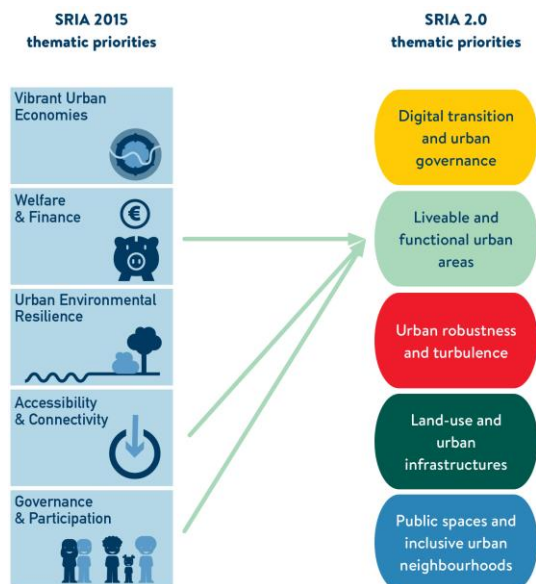 SRIA 2015
thematic priorities
SRIA 2.0
thematic priorities
Vibrant Urban
Economies
Welfare
& Finance
€
Urban Environmental
Resilience
Accessibility
& Connectivity
Governance
& Participation
Digital transition
and urban
governance
Liveable and
functional urban
areas
Urban robustness
and turbulence
Land-use and
urban
infrastructures
Public spaces and
inclusive urban
neighbourhoods